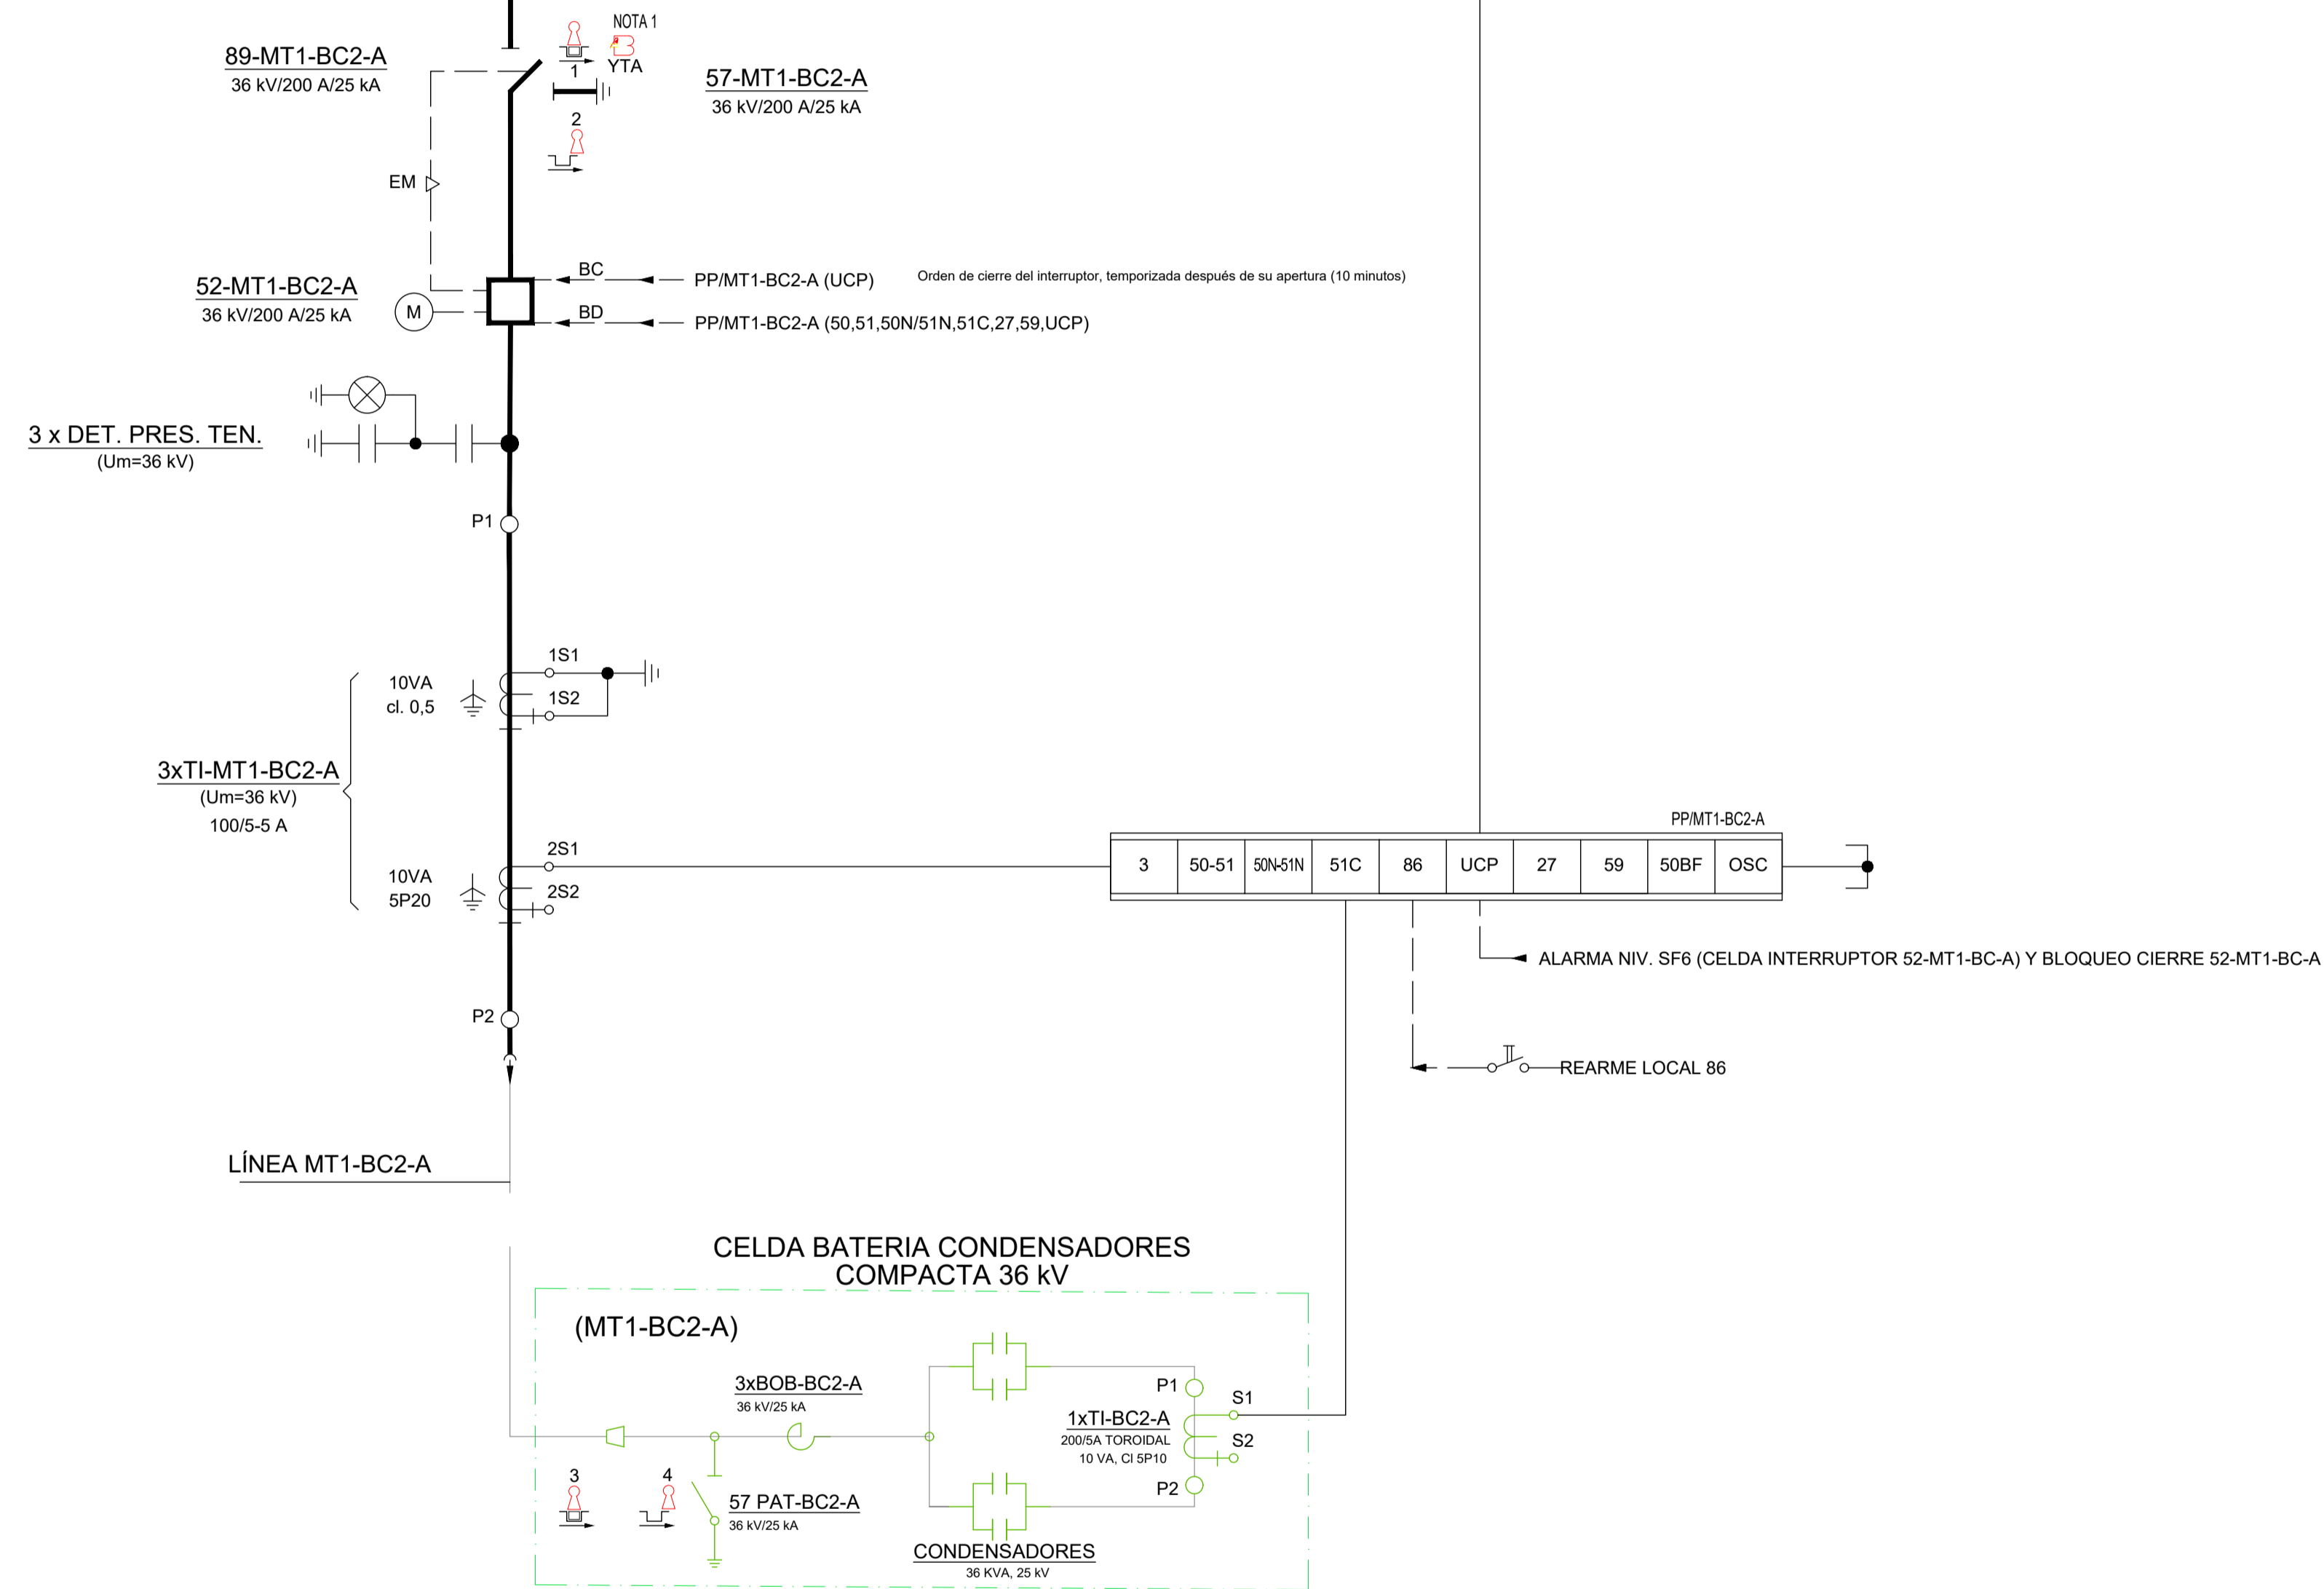 NOTA 1
89-MT1-BC2-A
36 kV/200 A/25 kA
1
YTA
57-MT1-BC2-A
36 kV/200 A/25 kA
2
EM
52-MT1-BC2-A
36 kV/200 A/25 kA
M
BC
PP/MT1-BC2-A (UCP)
Orden de cierre del interruptor, temporizada después de su apertura (10 minutos)
BD
PP/MT1-BC2-A (50,51,50N/51N,51C,27,59,UCP)
3 x DET. PRES. TEN.
(Um=36 kV)
P1
10VA
cl. 0,5
1S1
1S2
3xTI-MT1-BC2-A
(Um=36 kV)
100/5-5 A
10VA
5P20
2S1
2S2
PP/MT1-BC2-A
3 50-51 50N-51N 51C 86 UCP 27 59 50BF OSC
ALARMA NIV. SF6 (CELDA INTERRUPTOR 52-MT1-BC-A) Y BLOQUEO CIERRE 52-MT1-BC-A
P2
REARME LOCAL 86
LÍNEA MT1-BC2-A
CELDA BATERIA CONDENSADORES
COMPACTA 36 kV
(MT1-BC2-A)
3xBOB-BC2-A
36 kV/25 kA
P1
S1
1xTI-BC2-A
200/5A TOROIDAL
10 VA, Cl 5P10
S2
P2
3
4
57 PAT-BC2-A
36 kV/25 kA
CONDENSADORES
36 KVA, 25 kV